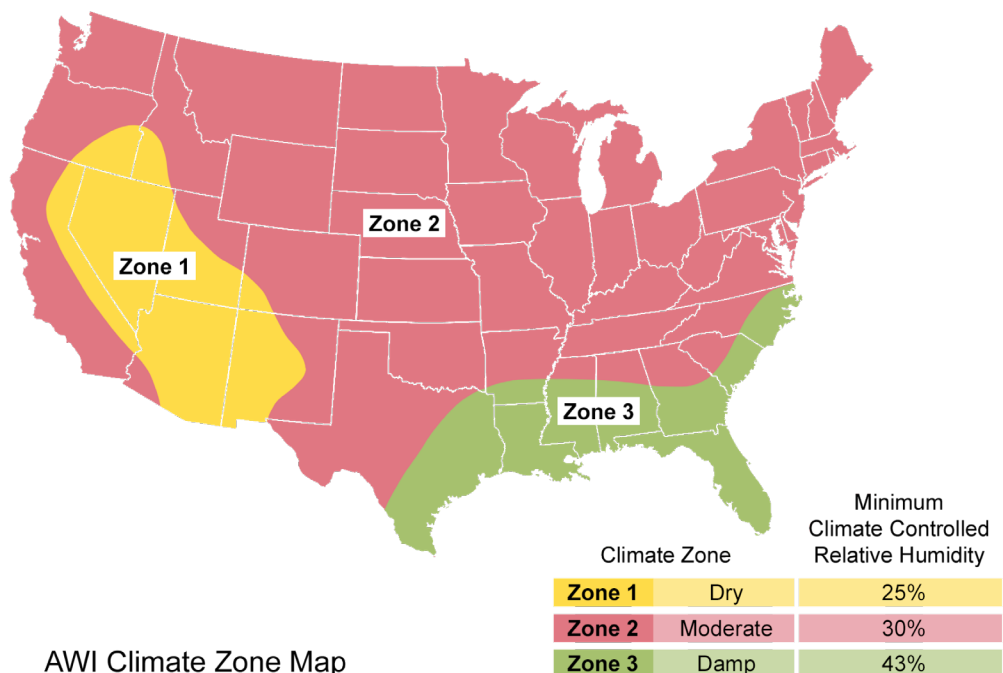 Zone 2
Zone 1
Zone 3
Minimum
Climate Controlled
Climate Zone Relative Humidity
Zone 1 Dry 25%
Zone 2 Moderate 30%
AWI Climate Zone Map Zone 3 Damp 43%